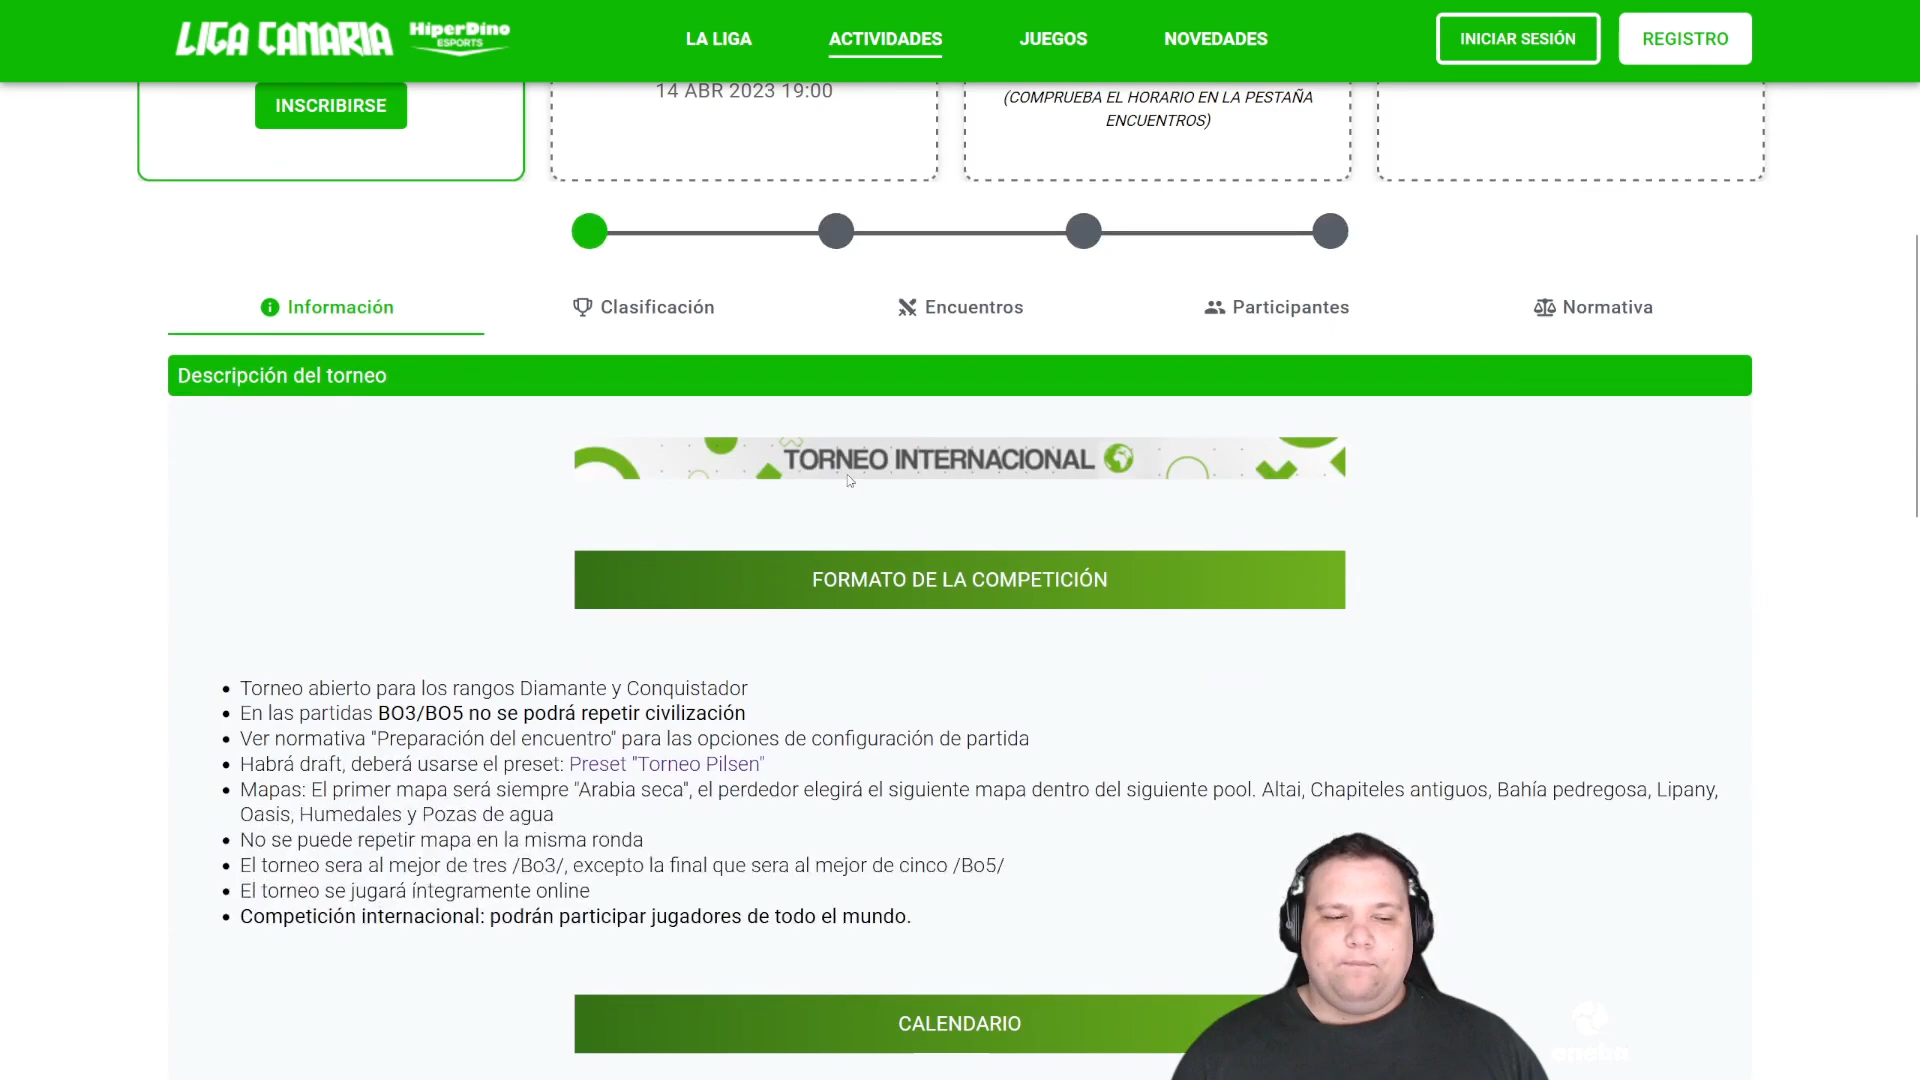 LIGA CANARIA
HiperDino
ESPORTS
LA LIGA
ACTIVIDADES
JUEGOS
NOVEDADES
INICIAR SESIÓN
REGISTRO
INSCRIBIRSE
14 ABR 2023 19:00
(COMPRUEBA EL HORARIO EN LA PESTAÑA
ENCUENTROS)
Información
Clasificación
Encuentros
Participantes
Normativa
Descripción del torneo
TORNEO INTERNACIONAL
FORMATO DE LA COMPETICIÓN
Torneo abierto para los rangos Diamante y Conquistador
En las partidas BO3/BO5 no se podrá repetir civilización
Ver normativa "Preparación del encuentro" para las opciones de configuración de partida
Habrá draft, deberá usarse el preset: Preset "Torneo Pilsen"
Mapas: El primer mapa será siempre "Arabia seca", el perdedor elegirá el siguiente mapa dentro del siguiente pool. Altai, Chapiteles antiguos, Bahía pedregosa, Lipany,
Oasis, Humedales y Pozas de agua
No se puede repetir mapa en la misma ronda
El torneo sera al mejor de tres /Bo3/, excepto la final que sera al mejor de cinco /Bo5/
El torneo se jugará íntegramente online
Competición internacional: podrán participar jugadores de todo el mundo.
CALENDARIO
eneba